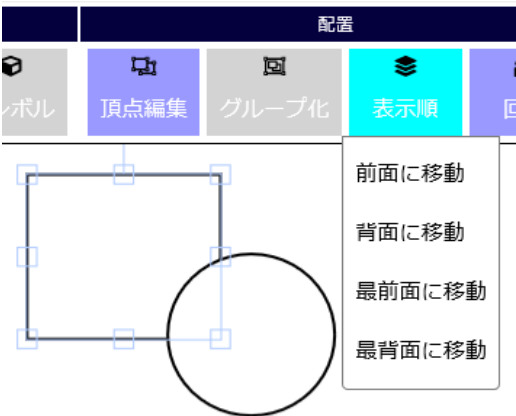 配置
ンボル
頂点編集
グループ化
表示順
前面に移動
背面に移動
最前面に移動
最背面に移動